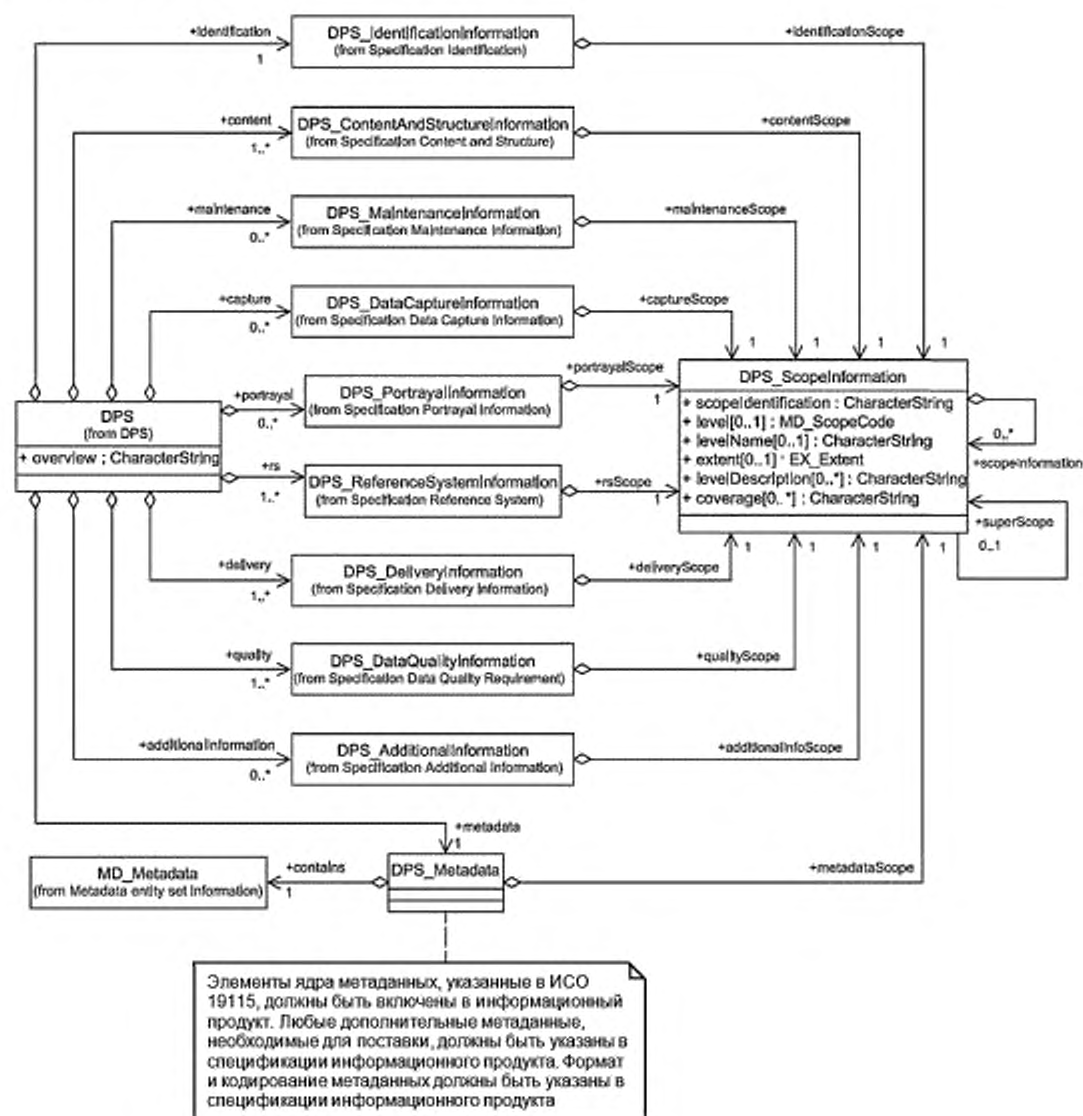 +identification
1
DPS_IdentificationInformation
(from Specification Identification)
+identificationScope
1
+content
1..*
DPS_ContentAndStructureInformation
(from Specification Content and Structure)
+contentScope
1
+maintenance
0..*
DPS_MaintenanceInformation
(from Specification Maintenance Information)
+maintenanceScope
1
+capture
0..*
DPS_DataCaptureInformation
(from Specification Data Capture Information)
+captureScope
1
DPS
(from DPS)
+ overview : CharacterString
+portrayal
0..*
DPS_PortrayalInformation
(from Specification Portrayal Information)
+portrayalScope
1
+rs
1..*
DPS_ReferenceSystemInformation
(from Specification Reference System)
+rsScope
1
DPS_ScopeInformation
+ scopeIdentification : CharacterString
+ level[0..1] : MD_ScopeCode
+ levelName[0..1] : CharacterString
+ extent[0..1] : EX_Extent
+ levelDescription[0..*] : CharacterString
+ coverage[0..*] : CharacterString
0..*
+scopeInformation
+superScope
0..1
+delivery
1..*
DPS_DeliveryInformation
(from Specification Delivery Information)
+deliveryScope
1
+quality
1..*
DPS_DataQualityInformation
(from Specification Data Quality Requirement)
+qualityScope
1
+additionalInformation
0..*
DPS_AdditionalInformation
(from Specification Additional Information)
+additionalInfoScope
1
+metadata
1
MD_Metadata
(from Metadata entity set Information)
+contains
1
DPS_Metadata
+metadataScope
1
Элементы ядра метаданных, указанные в ИСО
19115, должны быть включены в информационный
продукт. Любые дополнительные метаданные,
необходимые для поставки, должны быть указаны в
спецификации информационного продукта. Формат
и кодирование метаданных должны быть указаны в
спецификации информационного продукта